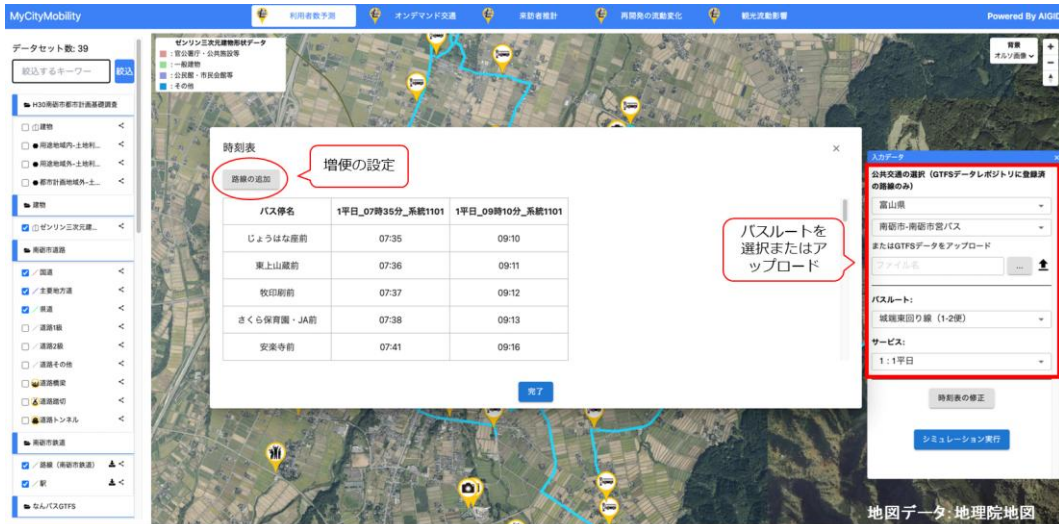 MyCityMobility
利用者数予測
オンデマンド交通
来訪者推計
再開発の流動変化
観光流動影響
Powered By AIGID
データセット数: 39
絞込するキーワード
絞込
H30南砺市都市計画基礎調査
建物
用途地域内-土地利...
用途地域外-土地利...
都市計画地域外-土...
建物
ゼンリン三次元建...
南砺市道路
国道
主要地方道
県道
道路1級
道路2級
道路その他
道路橋梁
道路踏切
道路トンネル
南砺市鉄道
路線（南砺市鉄道）
駅
なんバスGTFS
ゼンリン三次元建物形状データ
: 官公署庁・公共施設等
: 一般建物
: 公民館・市民会館等
: その他
背景
オルソ画像
+
−
時刻表
×
路線の追加
増便の設定
バス停名 1平日_07時35分_系統1101 1平日_09時10分_系統1101
じょうはな座前 07:35 09:10
東上山蔵前 07:36 09:11
牧印刷前 07:37 09:12
さくら保育園・JA前 07:38 09:13
安楽寺前 07:41 09:16
完了
バスルートを
選択またはア
ップロード
入力データ
×
公共交通の選択（GTFSデータレポジトリに登録済
の路線のみ）
富山県
南砺市-南砺市営バス
またはGTFSデータをアップロード
ファイル名
...
バスルート:
城端東回り線（1-2便）
サービス:
1：1平日
時刻表の修正
シミュレーション実行
地図データ:地理院地図